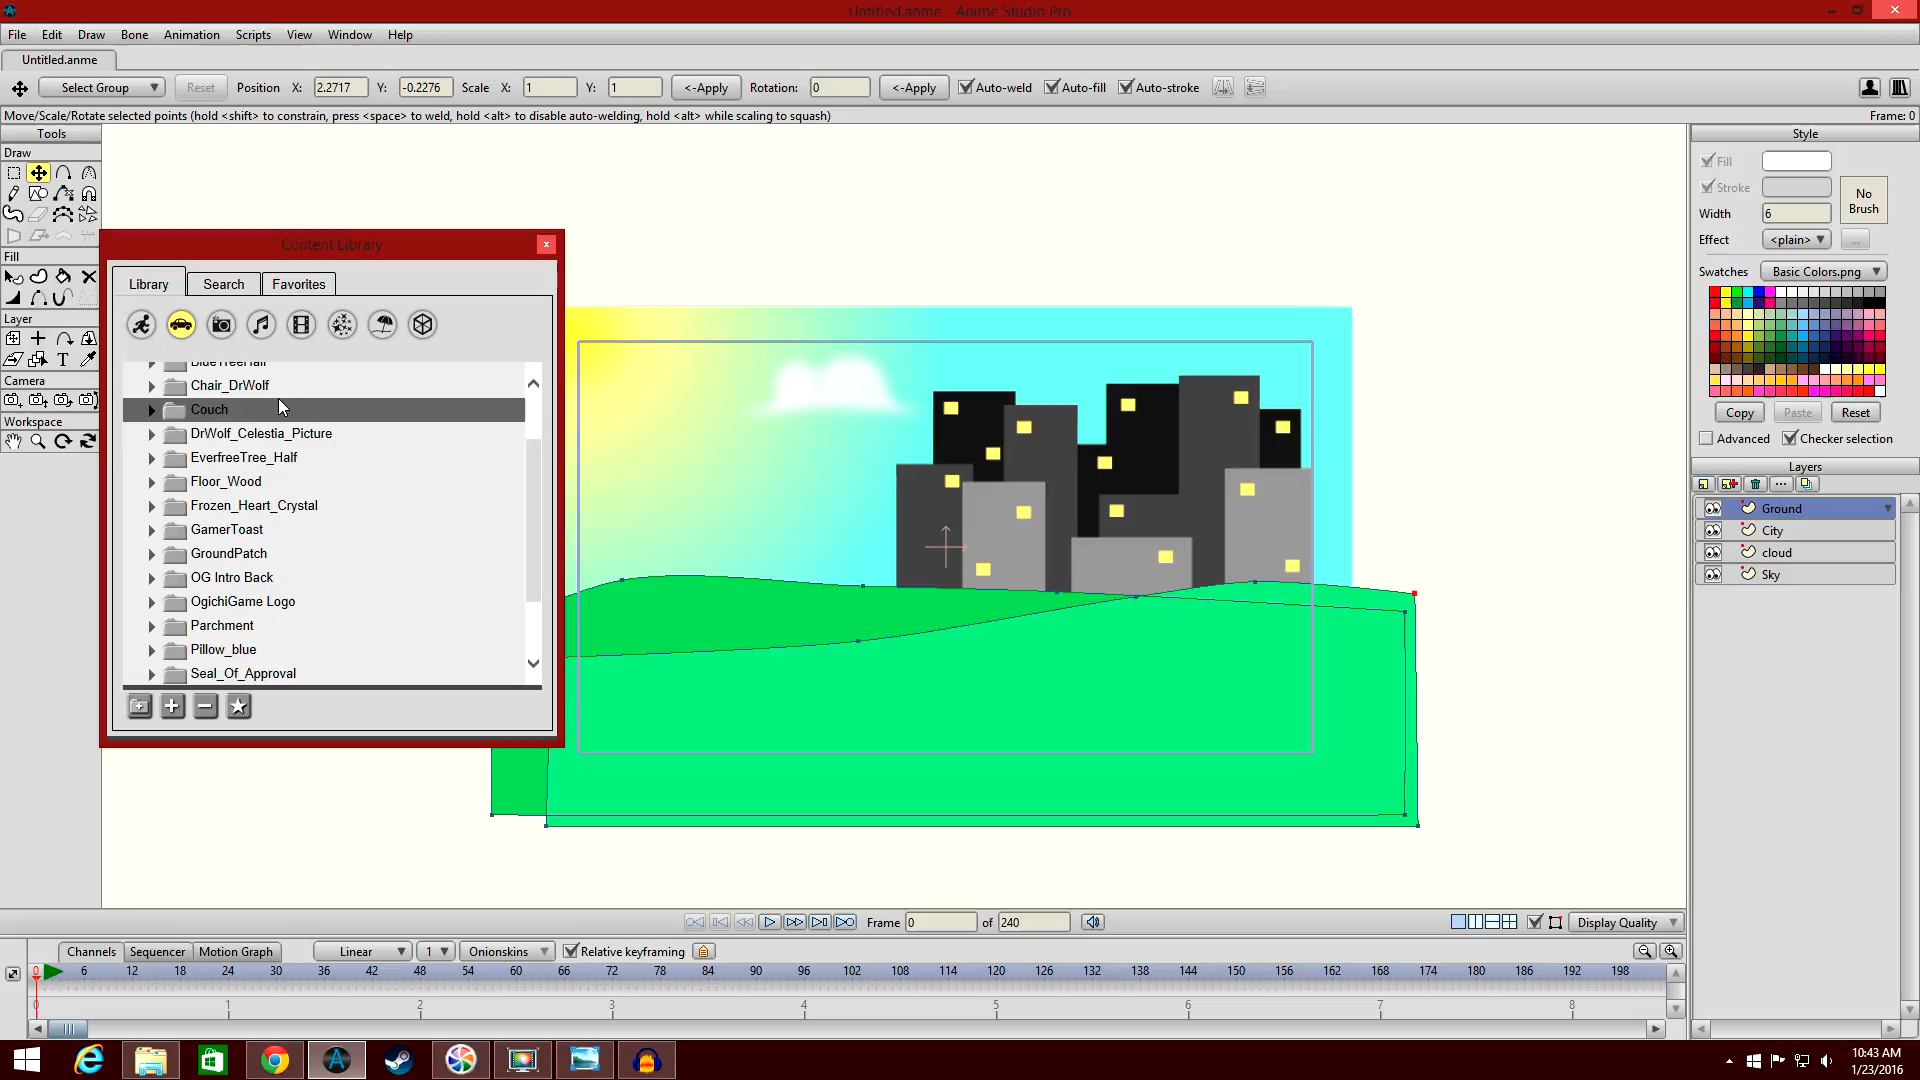 Untitled.anme - Anime Studio Pro
File Edit Draw Bone Animation Scripts View Window Help
Untitled.anme
Select Group Reset Position X: 2.2717 Y: -0.2276 Scale X: 1 Y: 1 <-Apply Rotation: 0 <-Apply Auto-weld Auto-fill Auto-stroke
Move/Scale/Rotate selected points (hold <shift> to constrain, press <space> to weld, hold <alt> to disable auto-welding, hold <alt> while scaling to squash) Frame: 0
Tools
Draw
Fill
Layer
T
Camera
Workspace
Content Library
Library Search Favorites
BlueTreeHalf
Chair_DrWolf
Couch
DrWolf_Celestia_Picture
EverfreeTree_Half
Floor_Wood
Frozen_Heart_Crystal
GamerToast
GroundPatch
OG Intro Back
OgichiGame Logo
Parchment
Pillow_blue
Seal_Of_Approval
Style
Fill
Stroke
No
Brush
Width 6
Effect <plain> ...
Swatches Basic Colors.png
Copy Paste Reset
Advanced Checker selection
Layers
Ground
City
cloud
Sky
Frame 0 of 240 Display Quality
Channels Sequencer Motion Graph Linear 1 Onionskins Relative keyframing
0 6 12 18 24 30 36 42 48 54 60 66 72 78 84 90 96 102 108 114 120 126 132 138 144 150 156 162 168 174 180 186 192 198
0 1 2 3 4 5 6 7 8
10:43 AM
1/23/2016